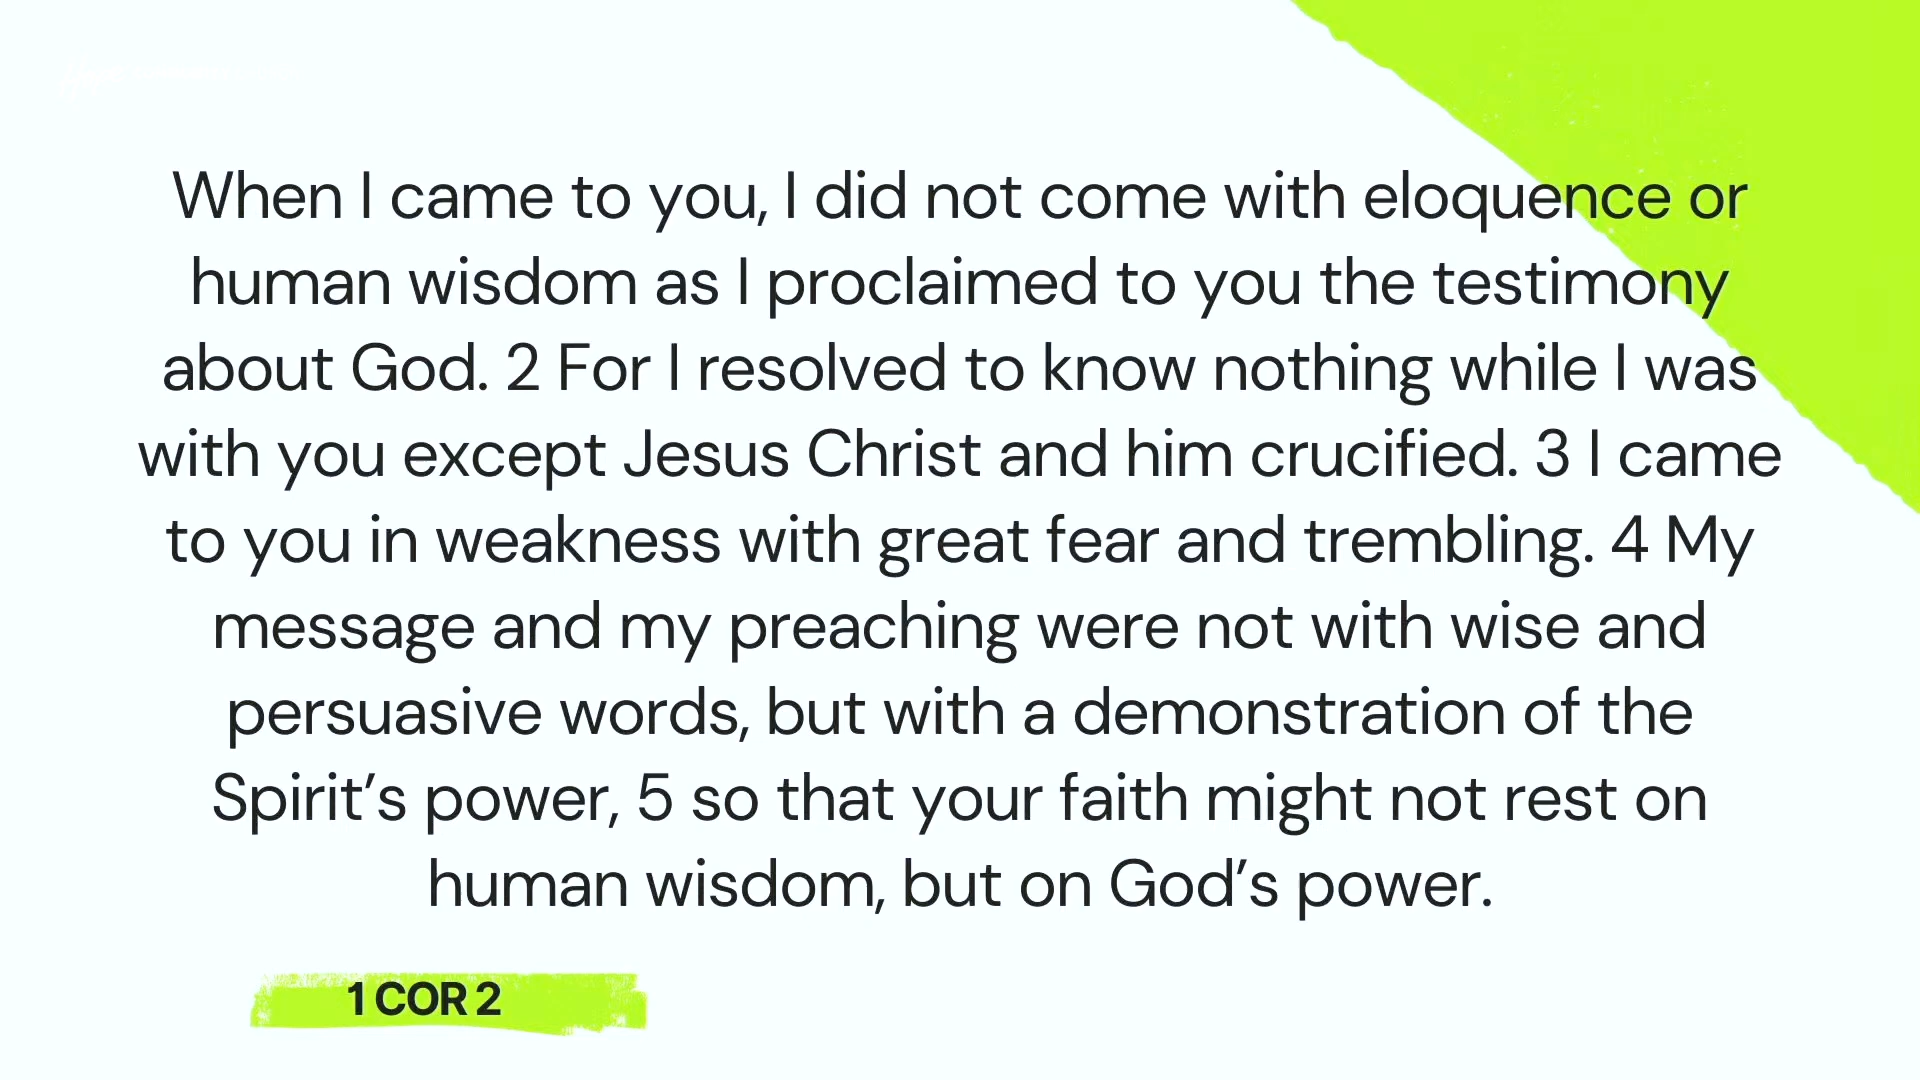 When I came to you, I did not come with eloquence or
human wisdom as I proclaimed to you the testimony
about God. 2 For I resolved to know nothing while I was
with you except Jesus Christ and him crucified. 3 I came
to you in weakness with great fear and trembling. 4 My
message and my preaching were not with wise and
persuasive words, but with a demonstration of the
Spirit’s power, 5 so that your faith might not rest on
human wisdom, but on God’s power.
1 COR 2